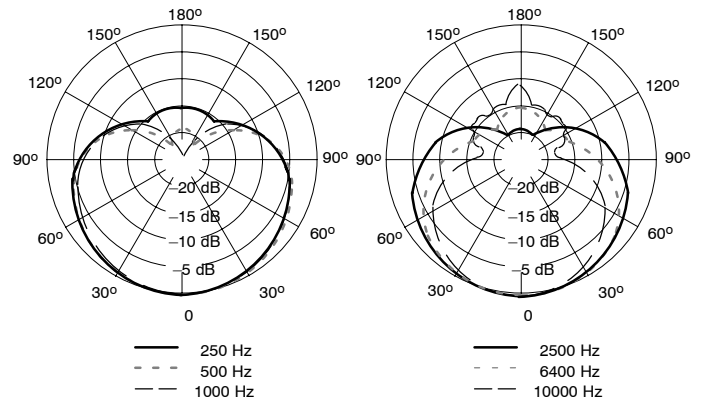 180º
150º 150º
120º 120º
90º 90º
–20 dB
–15 dB
60º 60º
–10 dB
–5 dB
30º 30º
0
250 Hz
500 Hz
1000 Hz
180º
150º 150º
120º 120º
90º 90º
–20 dB
–15 dB
60º 60º
–10 dB
–5 dB
30º 30º
0
2500 Hz
6400 Hz
10000 Hz